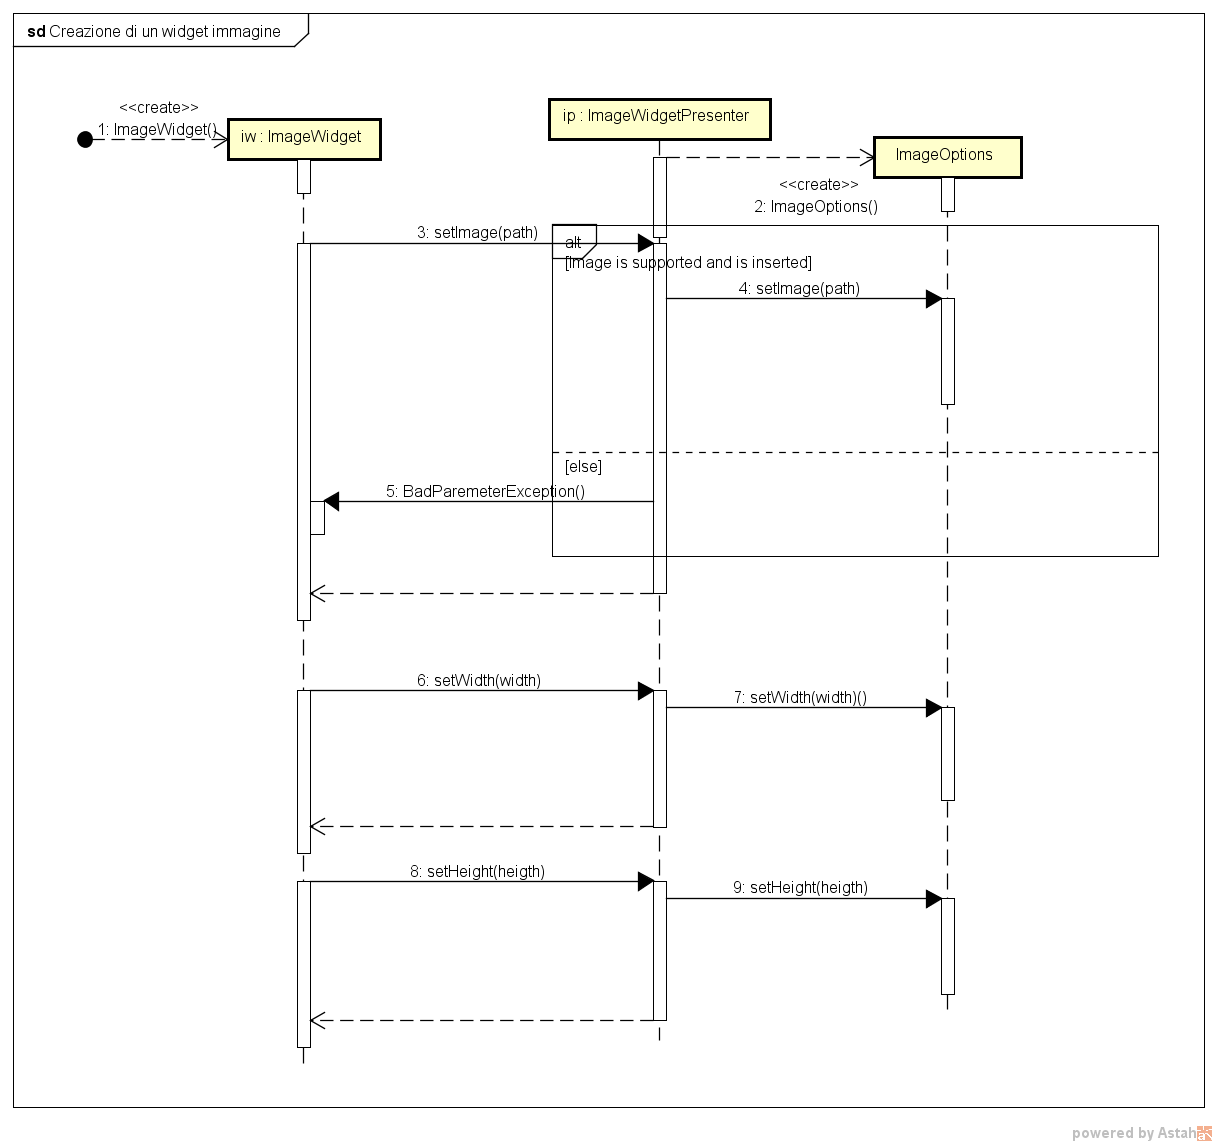 sd Creazione di un widget immagine
<<create>>
1: ImageWidget()
iw : ImageWidget
ip : ImageWidgetPresenter
ImageOptions
<<create>>
2: ImageOptions()
3: setImage(path)
alt
[Image is supported and is inserted]
4: setImage(path)
[else]
5: BadParemeterException()
6: setWidth(width)
7: setWidth(width)()
8: setHeight(heigth)
9: setHeight(heigth)
powered by Astah